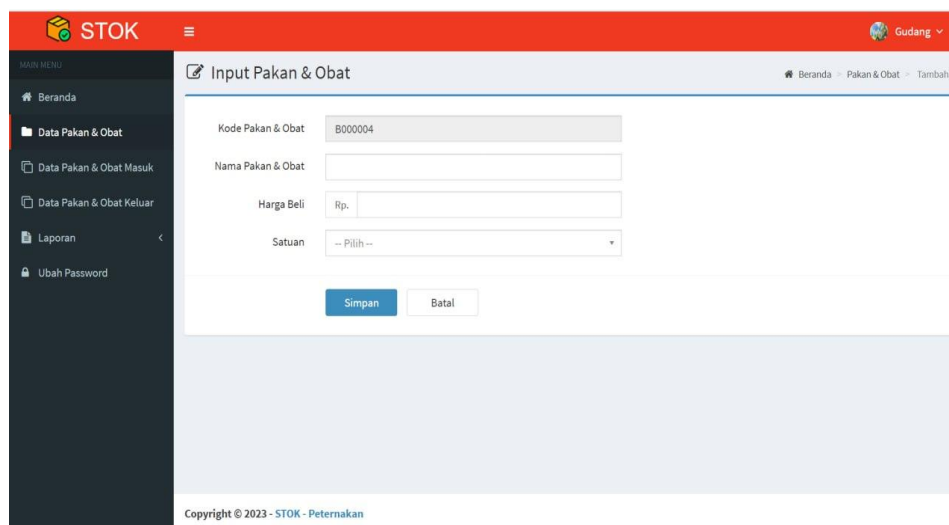 STOK
Gudang
MAIN MENU
Beranda
Data Pakan & Obat
Data Pakan & Obat Masuk
Data Pakan & Obat Keluar
Laporan
Ubah Password
Input Pakan & Obat
Beranda > Pakan & Obat > Tambah
Kode Pakan & Obat B000004
Nama Pakan & Obat
Harga Beli Rp.
Satuan -- Pilih --
Simpan Batal
Copyright © 2023 - STOK - Peternakan